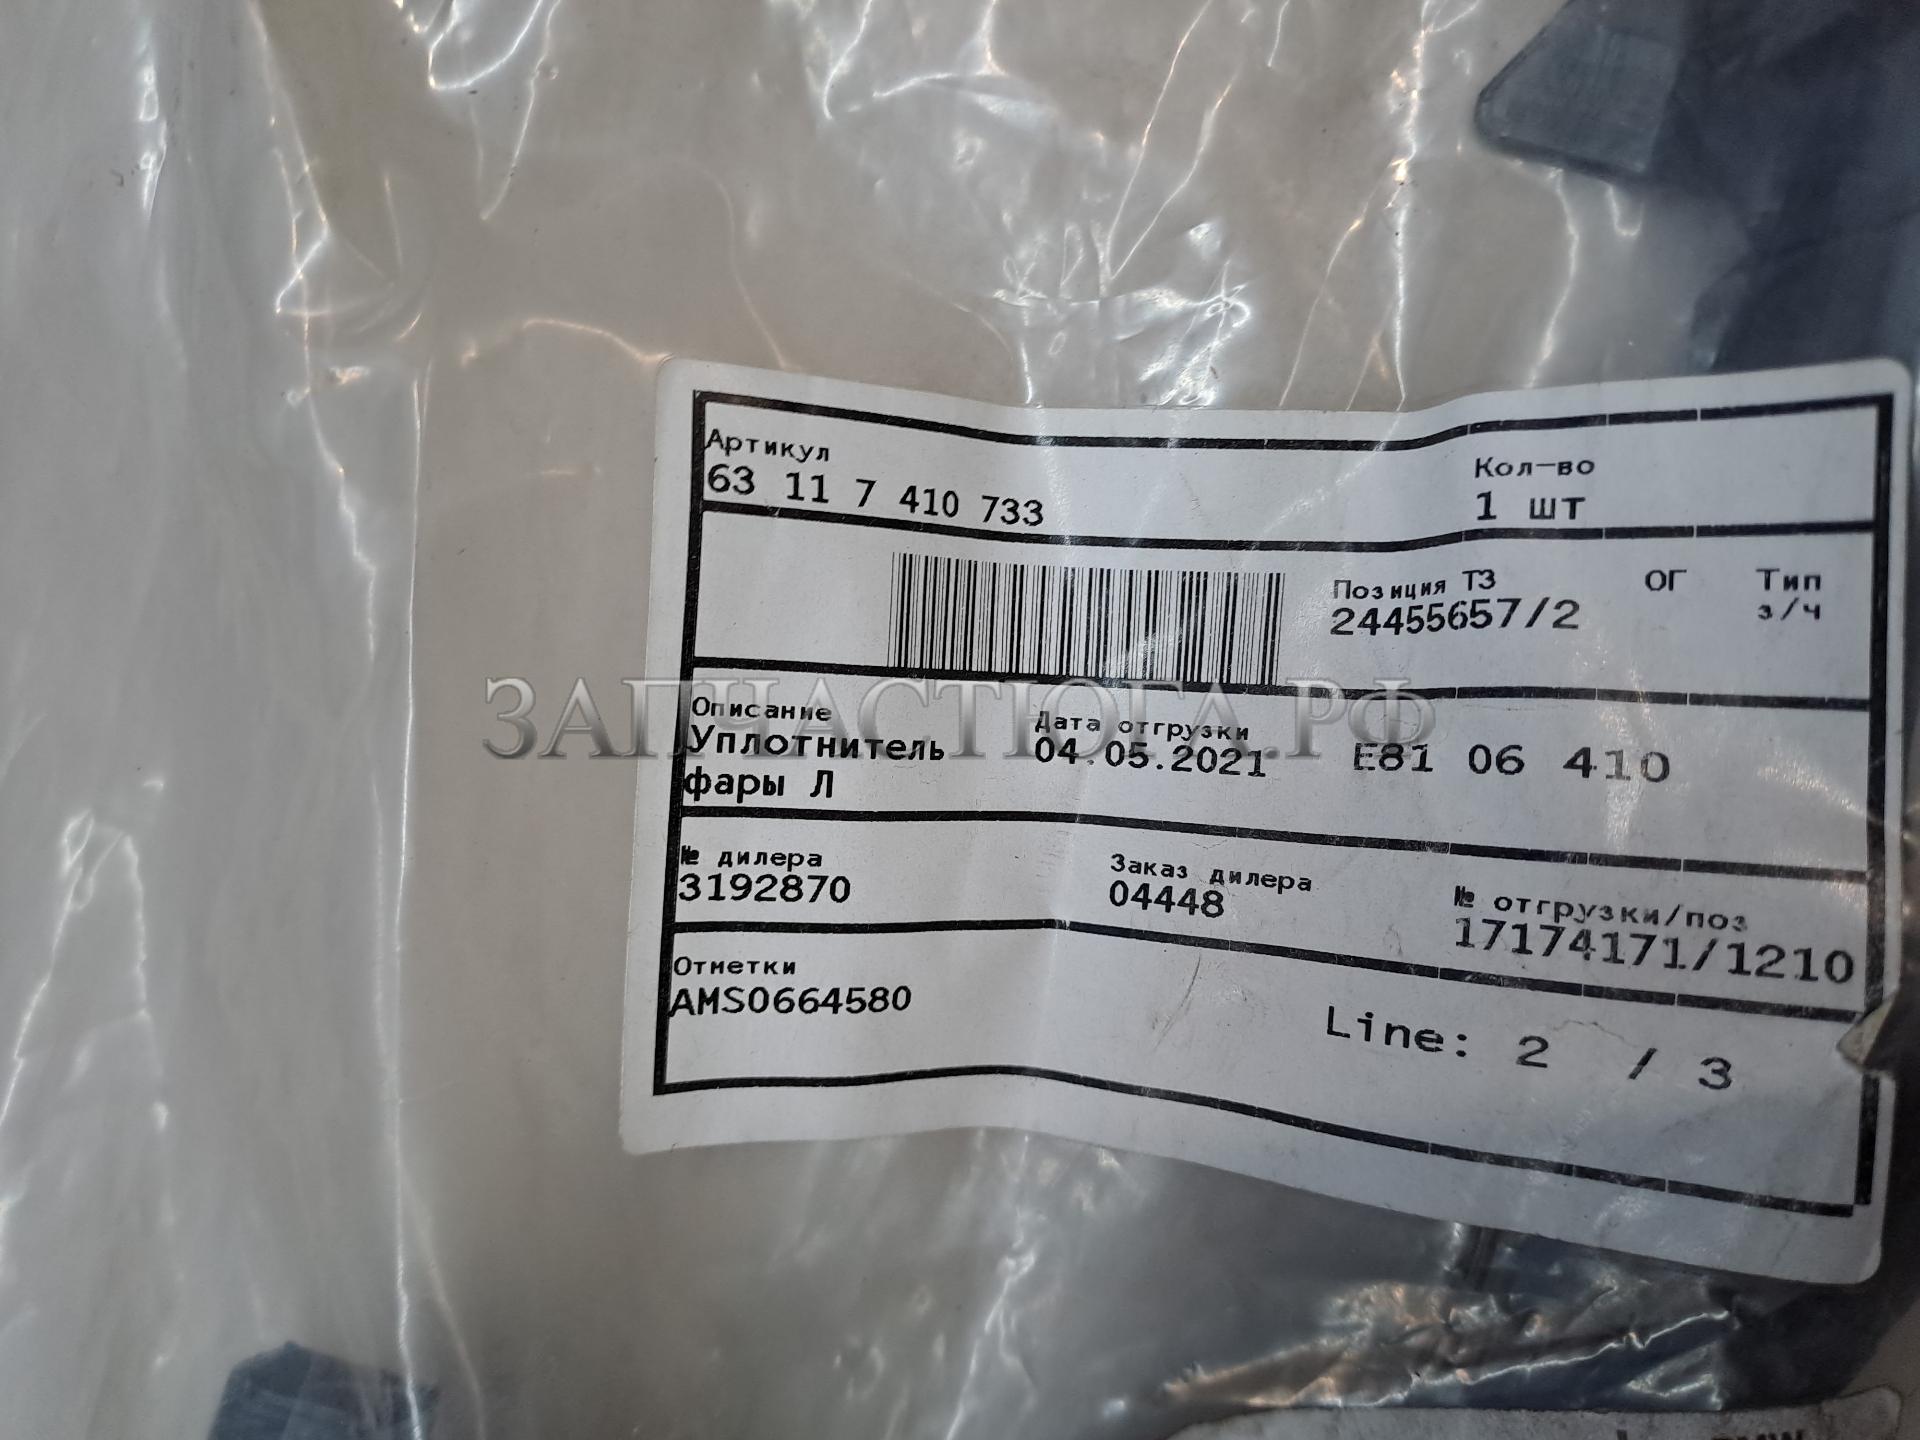 Артикул
63 11 7 410 733
Кол-во
1 шт
Позиция ТЗ
24455657/2
ОГ
Тип
з/ч
ЗАПЧАСТЮГА.РФ
Описание
Уплотнитель
фары Л
Дата отгрузки
04.05.2021
E81 06 410
№ дилера
3192870
Заказ дилера
04448
№ отгрузки/поз
17174171/1210
Отметки
AMS0664580
Line: 2 / 3